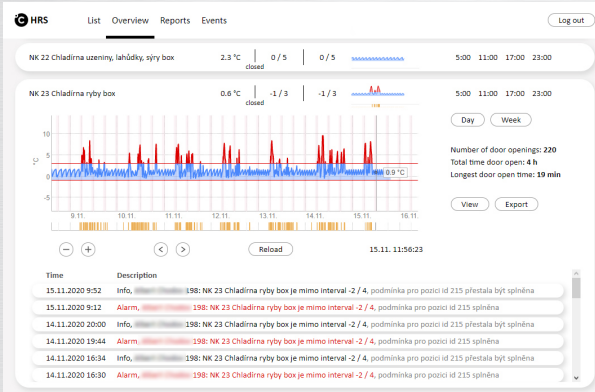 HRS List Overview Reports Events Log out
NK 22 Chladírna uzeniny, lahůdky, sýry box 2.3 °C closed 0 / 5 0 / 5 5:00 11:00 17:00 23:00
NK 23 Chladírna ryby box 0.6 °C closed -1 / 3 -1 / 3 5:00 11:00 17:00 23:00
Day Week
10
5
0
-5
°C
0.9 °C
9.11. 10.11. 11.11. 12.11. 13.11. 14.11. 15.11. 16.11.
Number of door openings: 220
Total time door open: 4 h
Longest door open time: 19 min
View Export
Reload 15.11. 11:56:23
Time Description
15.11.2020 9:52 Info, 198: NK 23 Chladírna ryby box je mimo interval -2 / 4, podmínka pro pozici id 215 přestala být splněna
15.11.2020 9:12 Alarm, 198: NK 23 Chladírna ryby box je mimo interval -2 / 4, podmínka pro pozici id 215 je splněna
14.11.2020 20:00 Info, 198: NK 23 Chladírna ryby box je mimo interval -2 / 4, podmínka pro pozici id 215 přestala být splněna
14.11.2020 19:44 Alarm, 198: NK 23 Chladírna ryby box je mimo interval -2 / 4, podmínka pro pozici id 215 je splněna
14.11.2020 16:34 Info, 198: NK 23 Chladírna ryby box je mimo interval -2 / 4, podmínka pro pozici id 215 přestala být splněna
14.11.2020 16:30 Alarm, 198: NK 23 Chladírna ryby box je mimo interval -2 / 4, podmínka pro pozici id 215 je splněna